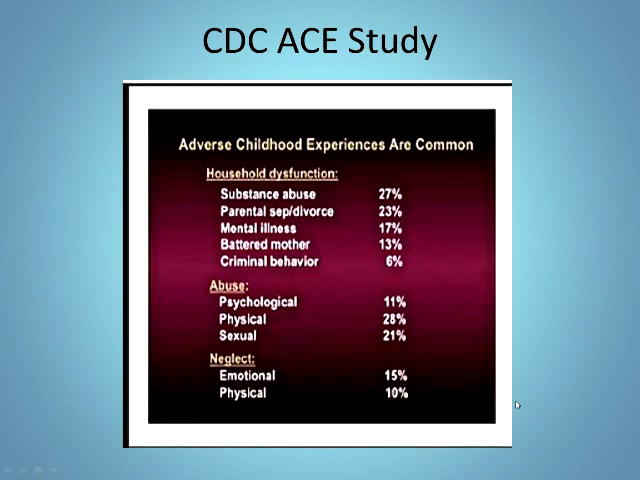 CDC ACE Study
Adverse Childhood Experiences Are Common
Household dysfunction:
Substance abuse 27%
Parental sep/divorce 23%
Mental illness 17%
Battered mother 13%
Criminal behavior 6%
Abuse:
Psychological 11%
Physical 28%
Sexual 21%
Neglect:
Emotional 15%
Physical 10%